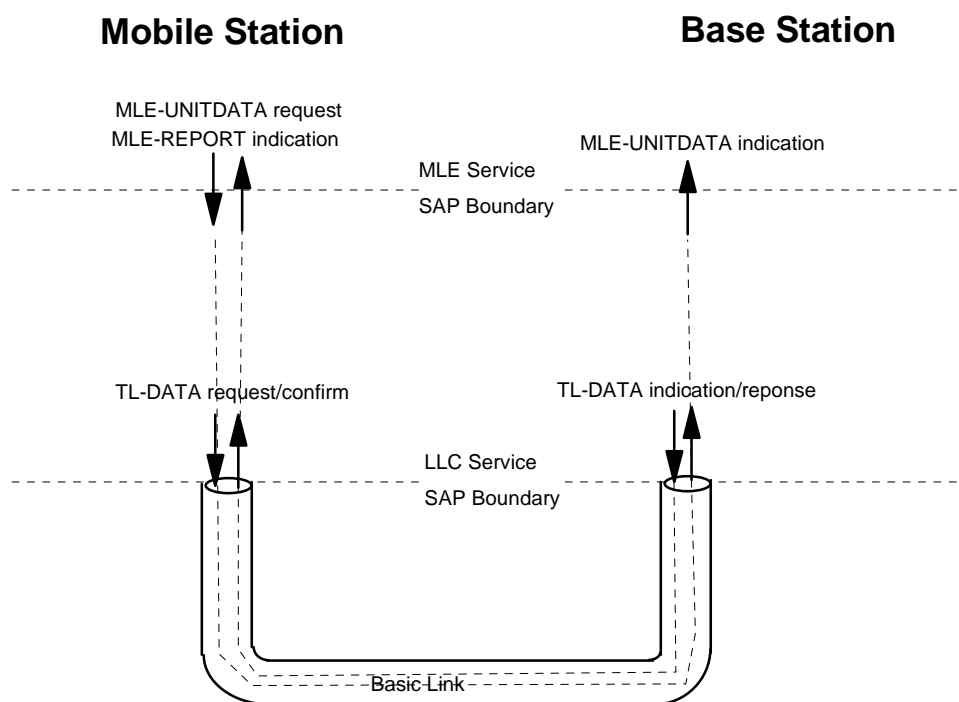 Mobile Station
Base Station
MLE-UNITDATA request
MLE-REPORT indication
MLE-UNITDATA indication
MLE Service
SAP Boundary
TL-DATA request/confirm
TL-DATA indication/reponse
LLC Service
SAP Boundary
Basic Link